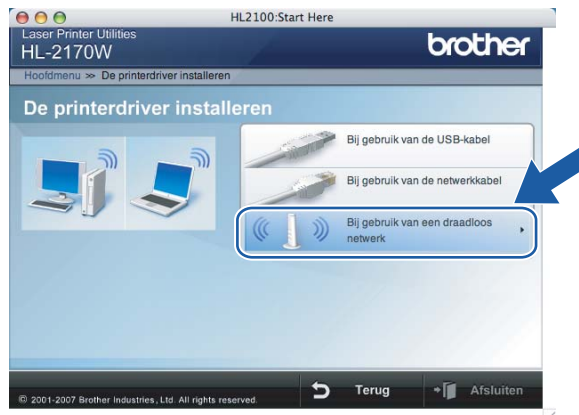 HL2100:Start Here
Laser Printer Utilities
HL-2170W
brother
Hoofdmenu >> De printerdriver installeren
De printerdriver installeren
Bij gebruik van de USB-kabel
Bij gebruik van de netwerkkabel
Bij gebruik van een draadloos
netwerk
© 2001-2007 Brother Industries, Ltd. All rights reserved.
Terug
Afsluiten